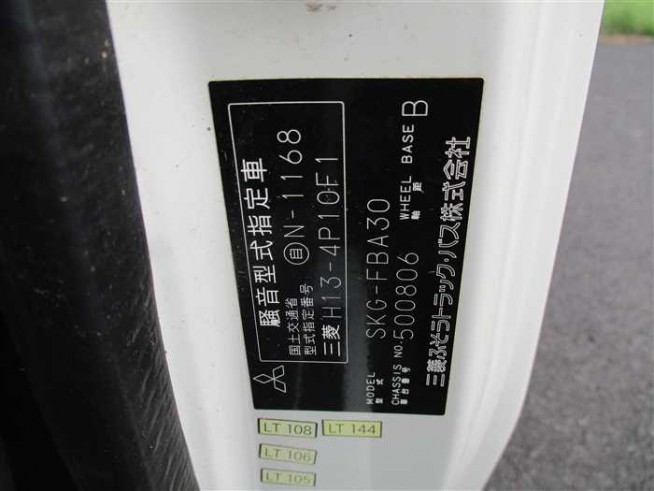 騒音型式指定車
国土交通省
型式指定番号
自 N-1168
三菱 H13-4P10F1
MODEL
型式
SKG-FBA30
CHASSIS NO.
車台番号
500806
WHEEL BASE
軸距
B
三菱ふそうトラック・バス株式会社
LT 108
LT 144
LT 106
LT 105